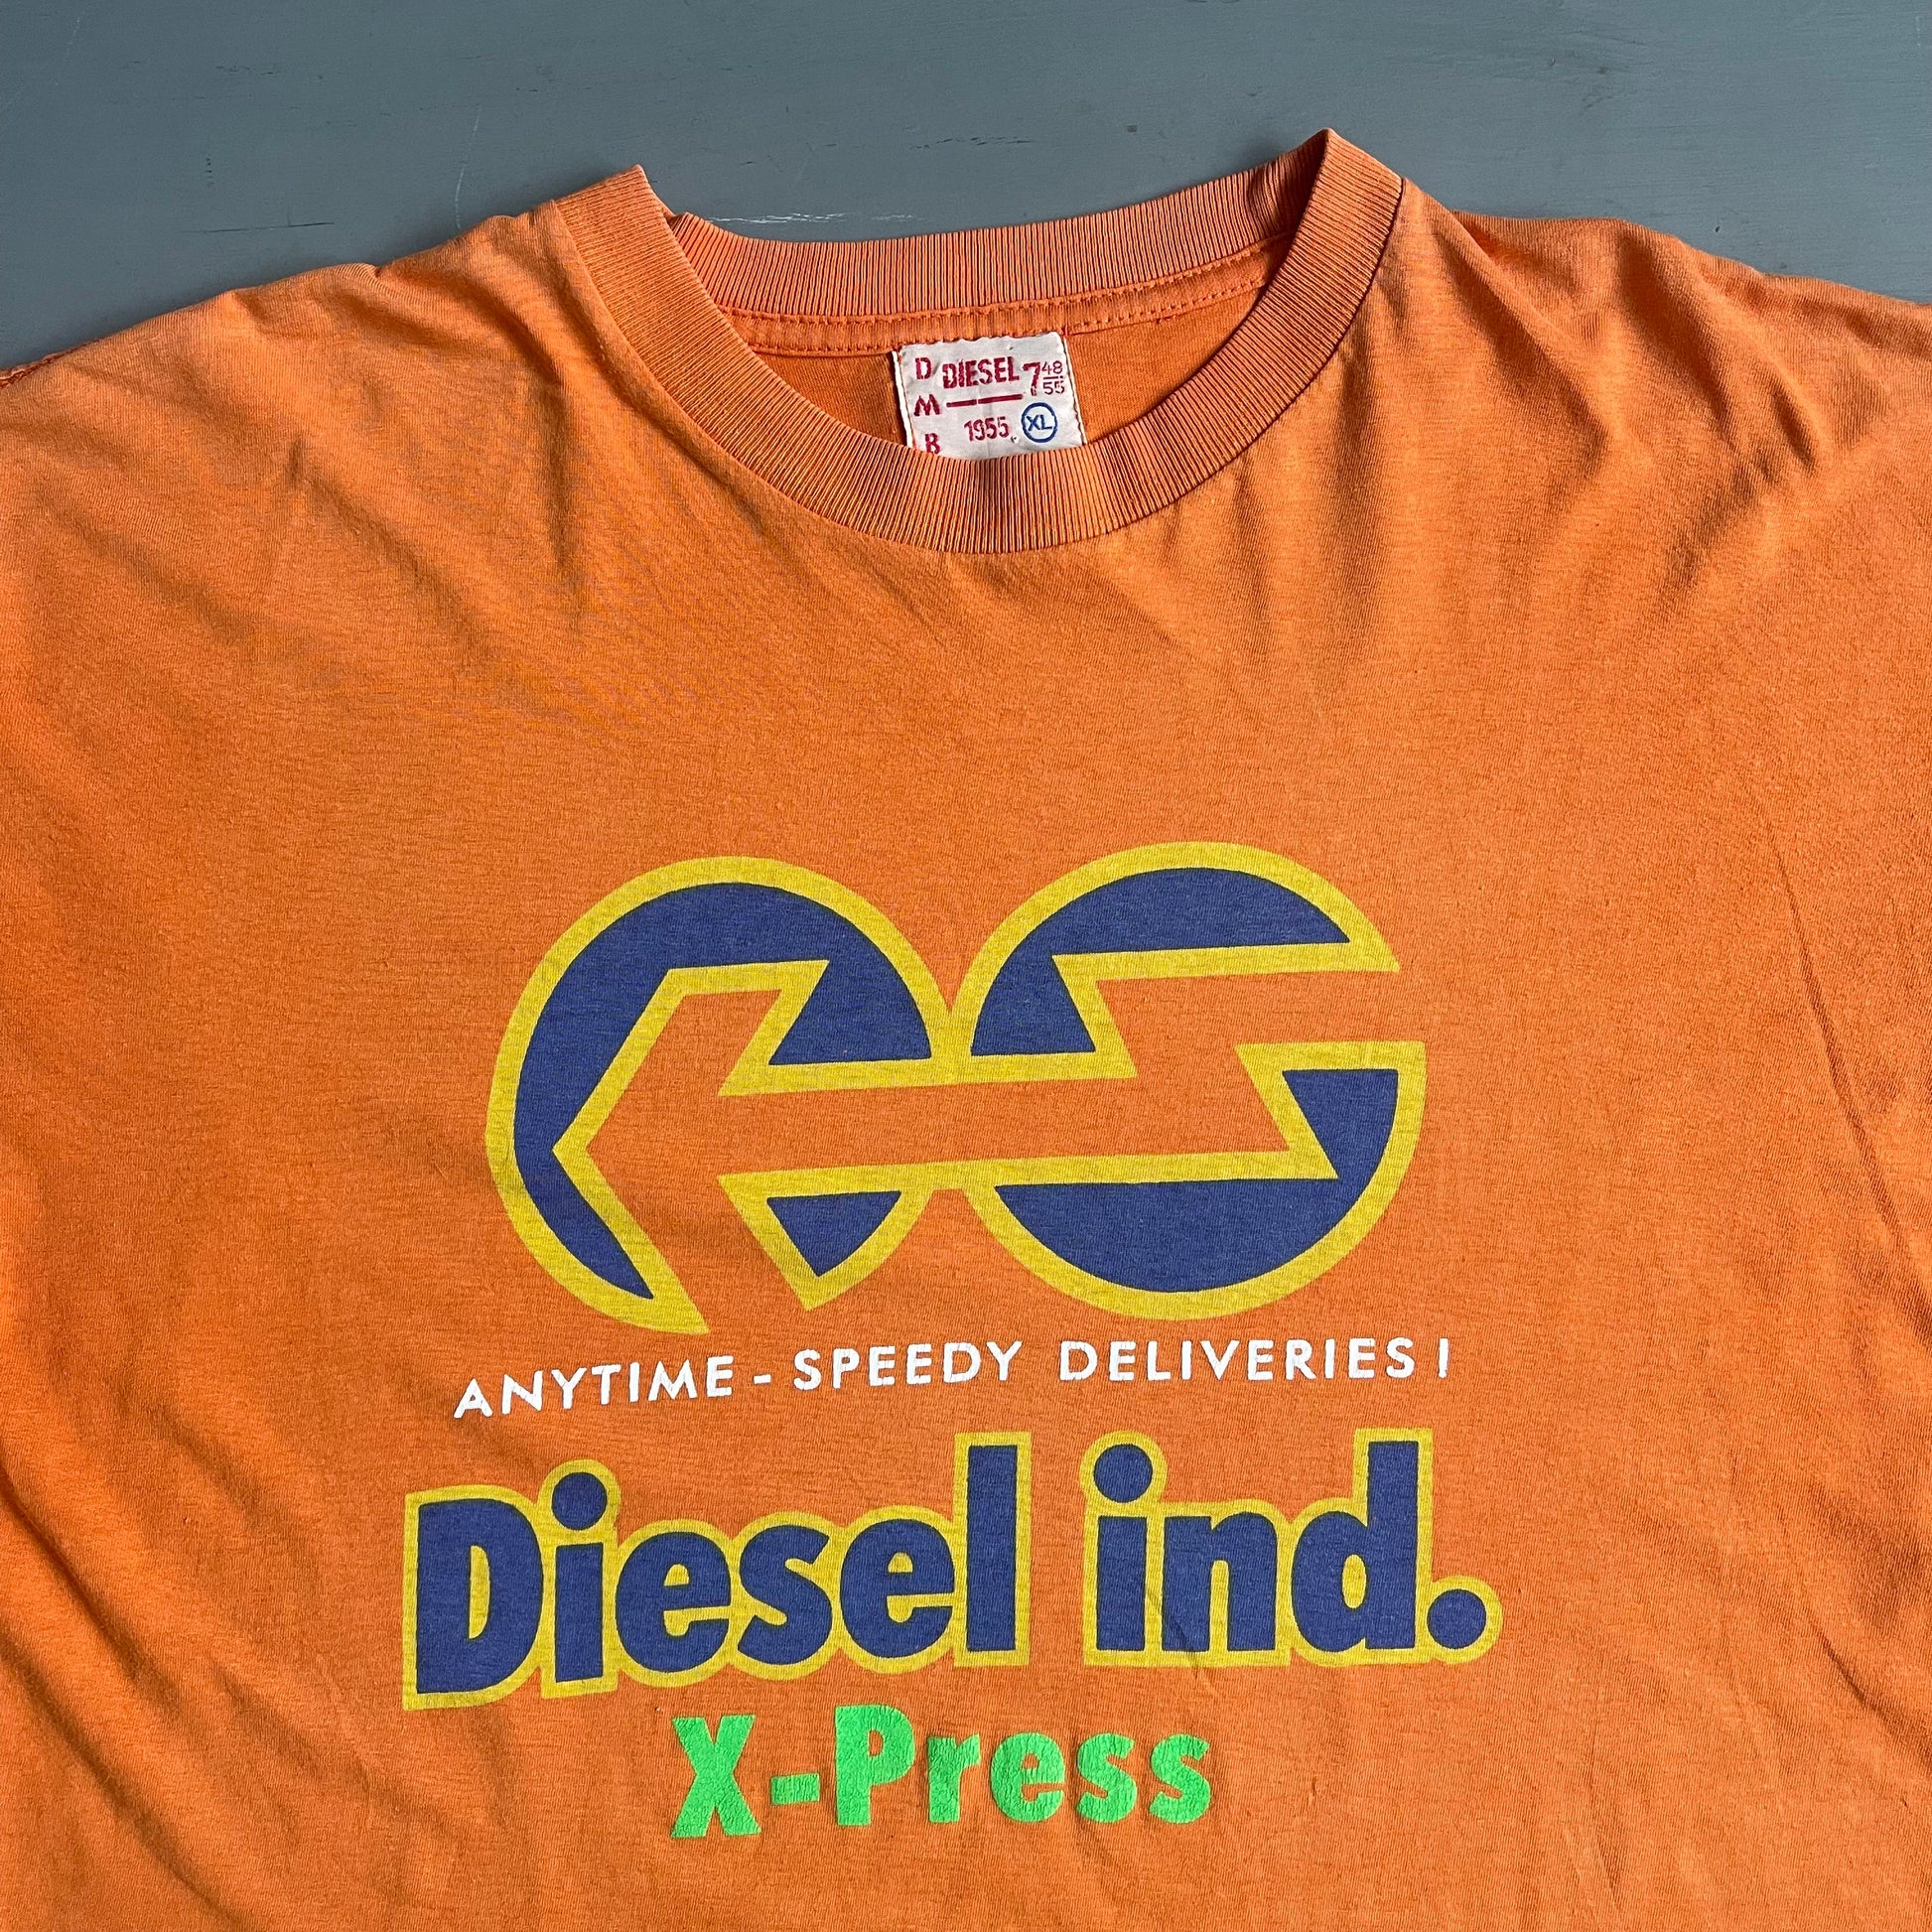 D DIESEL 7 48/55
M
B 1955 XL
ANYTIME - SPEEDY DELIVERIES!
Diesel ind.
X-Press